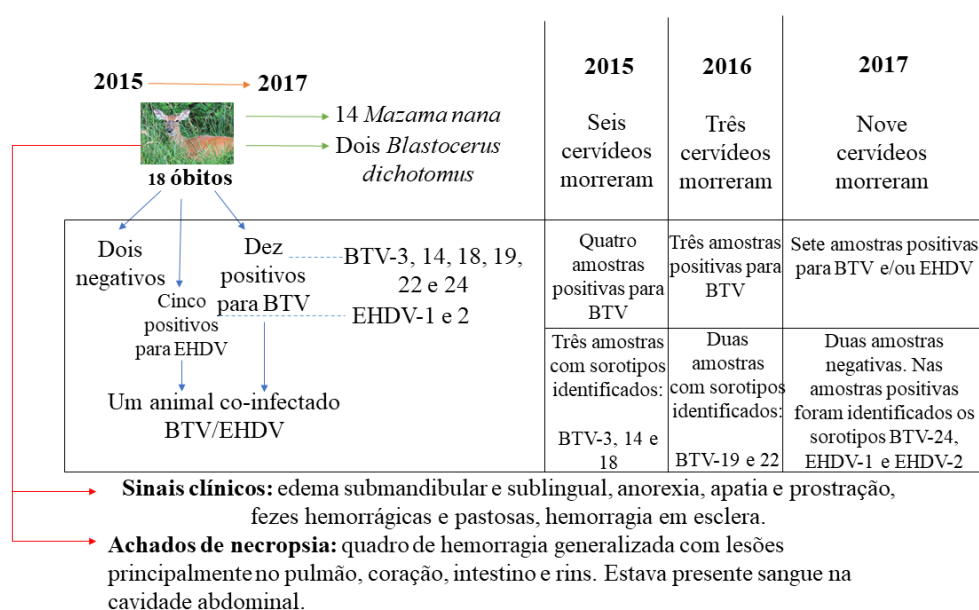 2015
2017
14 Mazama nana
Dois Blastocerus
dichotomus
18 óbitos
Dois
negativos
Cinco
positivos
para EHDV
Dez
positivos
para BTV
BTV-3, 14, 18, 19,
22 e 24
EHDV-1 e 2
Um animal co-infectado
BTV/EHDV
2015
Seis
cervídeos
morreram
2016
Três
cervídeos
morreram
2017
Nove
cervídeos
morreram
Quatro
amostras
positivas para
BTV
Três amostras
positivas para
BTV
Sete amostras positivas
para BTV e/ou EHDV
Três amostras
com sorotipos
identificados:
BTV-3, 14 e
18
Duas
amostras
com sorotipos
identificados:
BTV-19 e 22
Duas amostras
negativas. Nas
amostras positivas
foram identificados os
sorotipos BTV-24,
EHDV-1 e EHDV-2
Sinais clínicos: edema submandibular e sublingual, anorexia, apatia e prostração,
fezes hemorrágicas e pastosas, hemorragia em esclera.
Achados de necropsia: quadro de hemorragia generalizada com lesões
principalmente no pulmão, coração, intestino e rins. Estava presente sangue na
cavidade abdominal.